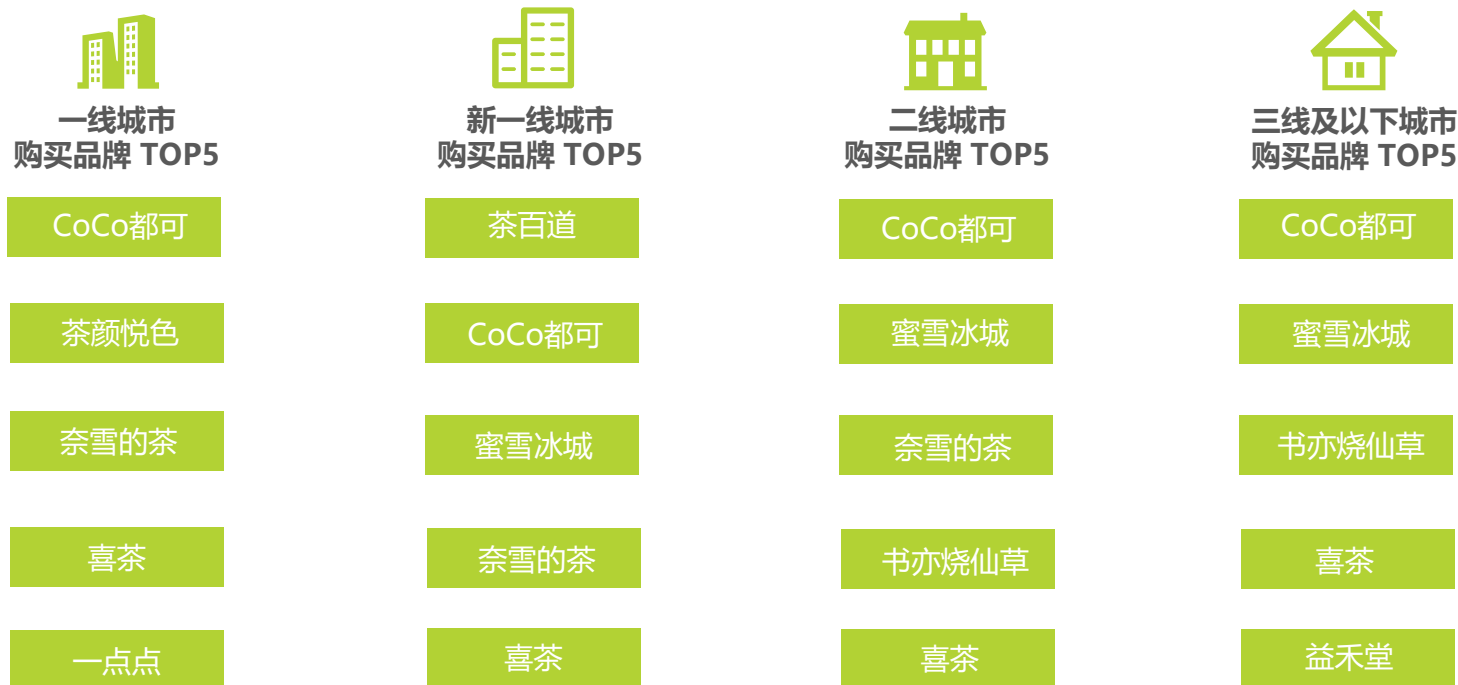 一线城市
购买品牌 TOP5
CoCo都可
茶颜悦色
奈雪的茶
喜茶
一点点
新一线城市
购买品牌 TOP5
茶百道
CoCo都可
蜜雪冰城
奈雪的茶
喜茶
二线城市
购买品牌 TOP5
CoCo都可
蜜雪冰城
奈雪的茶
书亦烧仙草
喜茶
三线及以下城市
购买品牌 TOP5
CoCo都可
蜜雪冰城
书亦烧仙草
喜茶
益禾堂